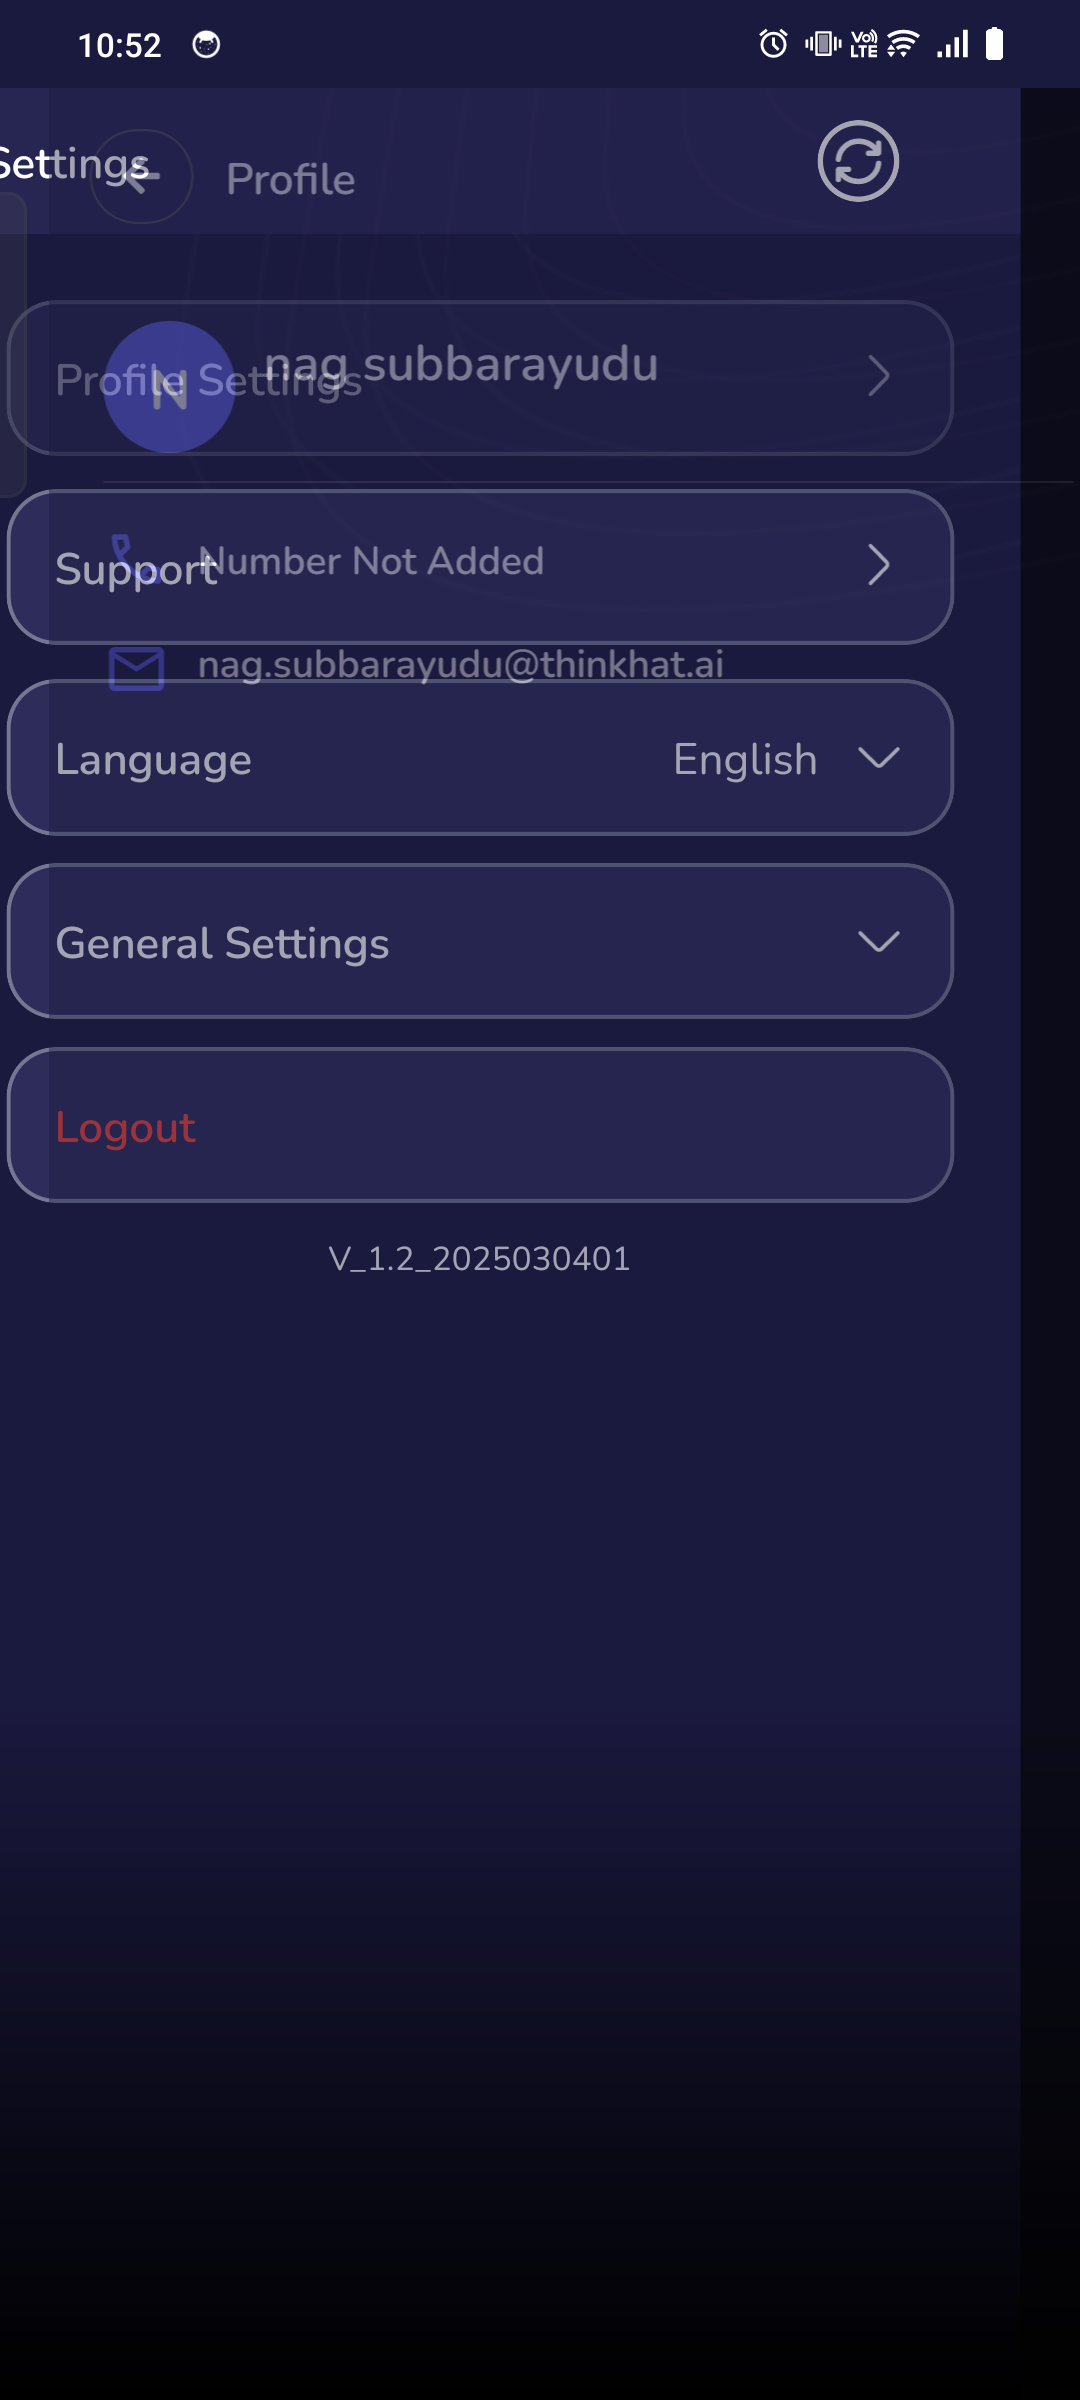 10:52 Vo) LTE
Settings
Profile
Profile Settings
N
nag subbarayudu
Support
Number Not Added
nag.subbarayudu@thinkhat.ai
Language English
General Settings
Logout
V_1.2_2025030401